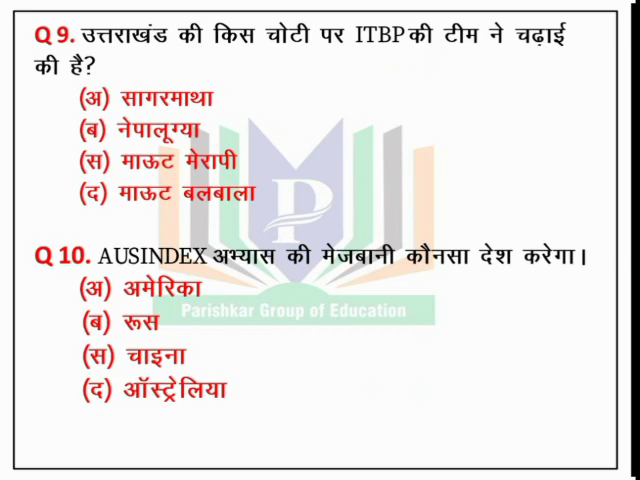 Q 9. उत्तराखंड की किस चोटी पर ITBP की टीम ने चढ़ाई
की है?
(अ) सागरमाथा
(ब) नेपालूग्या
(स) माऊट मेरापी
(द) माऊट बलबाला
P
Q 10. AUSINDEX अभ्यास की मेजबानी कौनसा देश करेगा।
(अ) अमेरिका
Parishkar Group of Education
(ब) रूस
(स) चाइना
(द) ऑस्ट्रेलिया